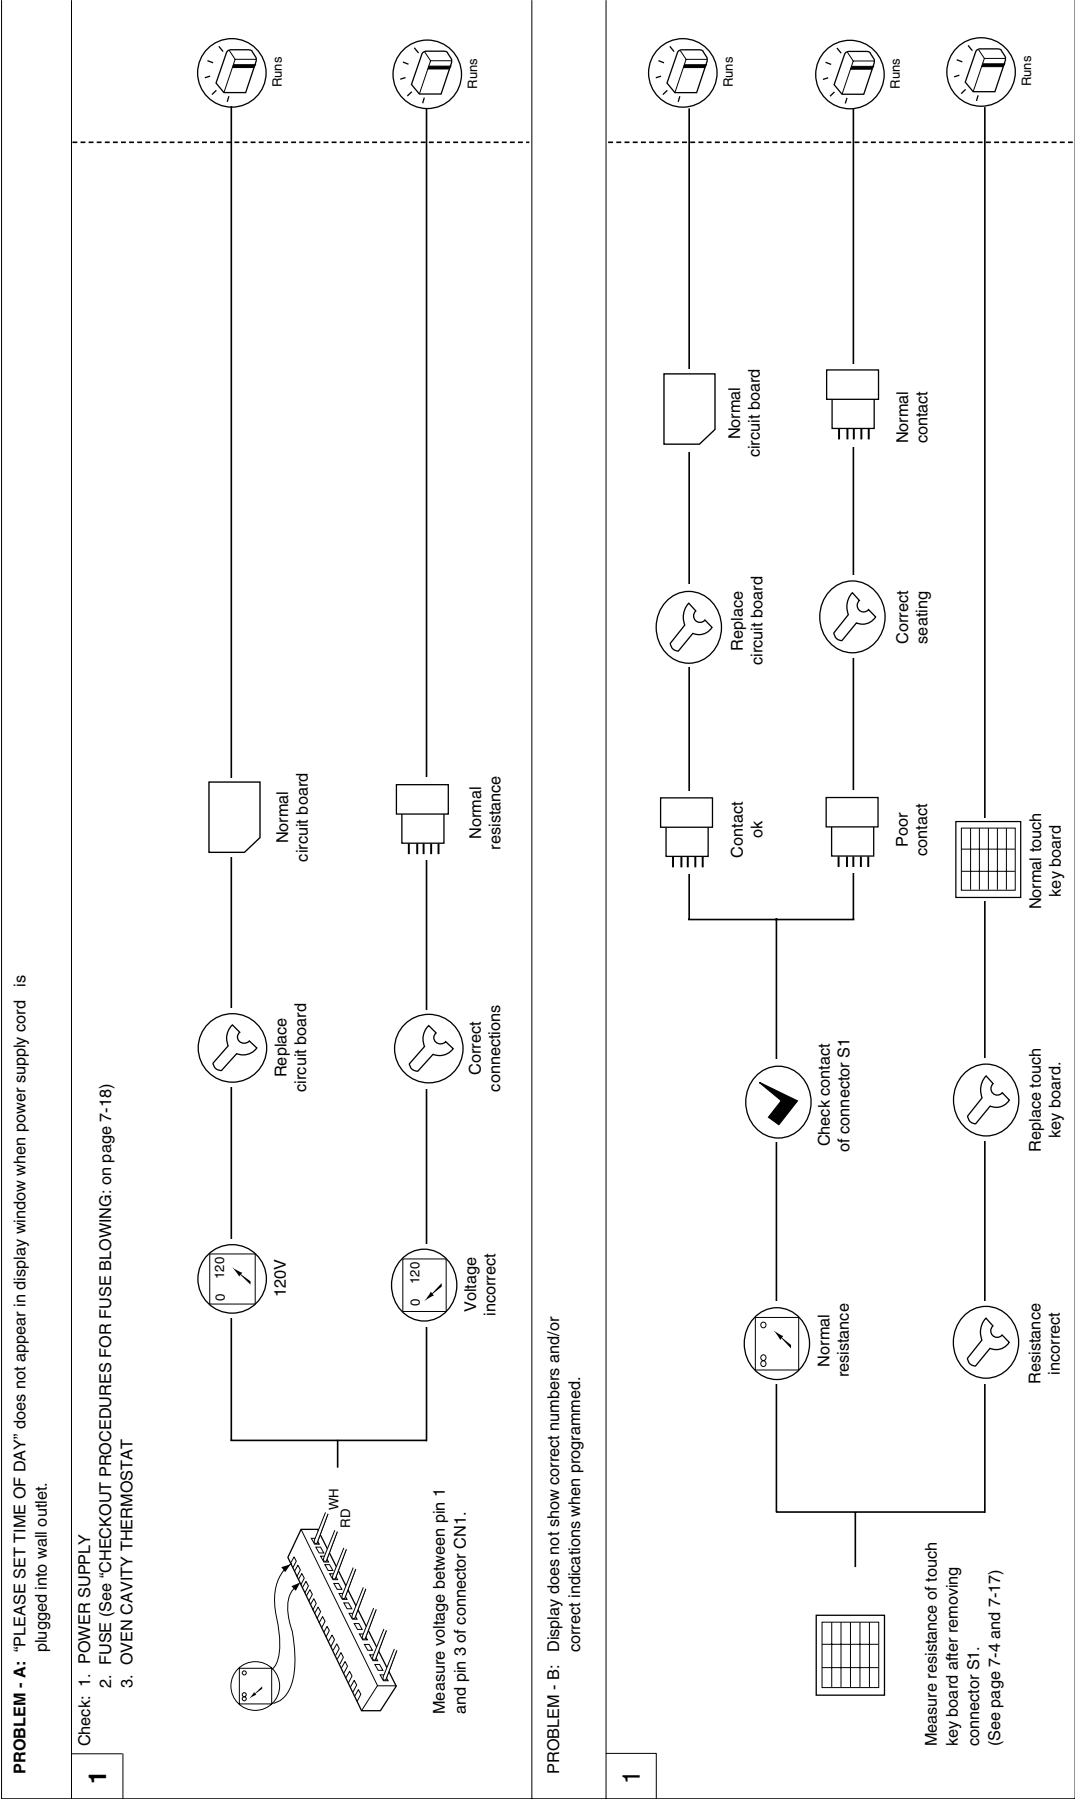 PROBLEM - A: “PLEASE SET TIME OF DAY” does not appear in display window when power supply cord is
plugged into wall outlet.
1
Check: 1. POWER SUPPLY
2. FUSE (See “CHECKOUT PROCEDURES FOR FUSE BLOWING: on page 7-18)
3. OVEN CAVITY THERMOSTAT
∞ 0
WH
RD
Measure voltage between pin 1
and pin 3 of connector CN1.
0 120
120V
Replace
circuit board
Normal
circuit board
Runs
0 120
Voltage
incorrect
Correct
connections
Normal
resistance
Runs
PROBLEM - B: Display does not show correct numbers and/or
correct indications when programmed.
1
Measure resistance of touch
key board after removing
connector S1.
(See page 7-4 and 7-17)
∞ 0
Normal
resistance
Check contact
of connector S1
Contact
ok
Replace
circuit board
Normal
circuit board
Runs
Poor
contact
Correct
seating
Normal
contact
Runs
Resistance
incorrect
Replace touch
key board.
Normal touch
key board
Runs